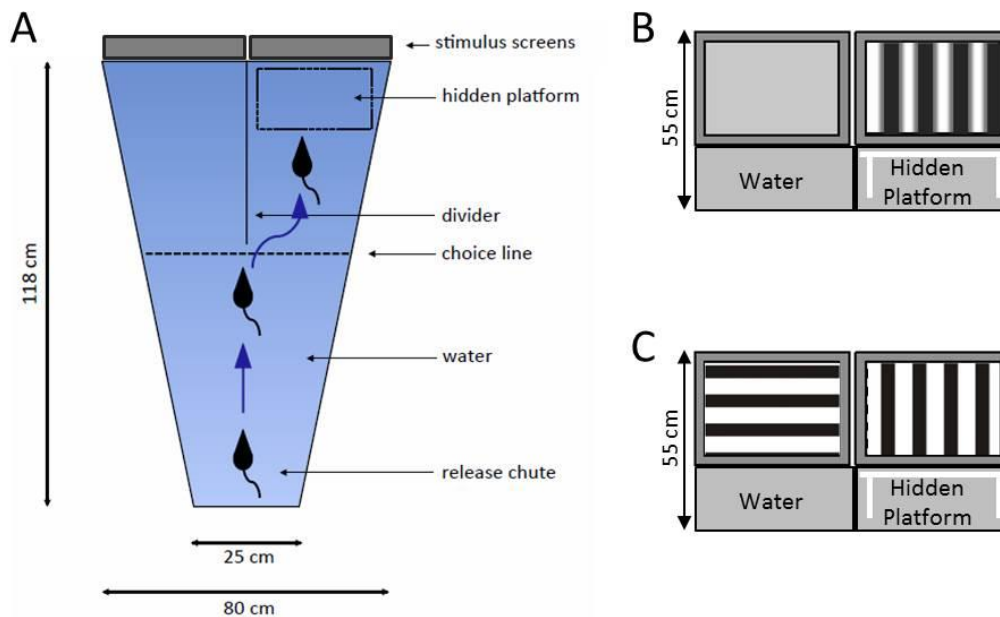 A
stimulus screens
hidden platform
divider
choice line
118 cm
water
release chute
25 cm
80 cm
B
55 cm
Water
Hidden
Platform
C
55 cm
Water
Hidden
Platform